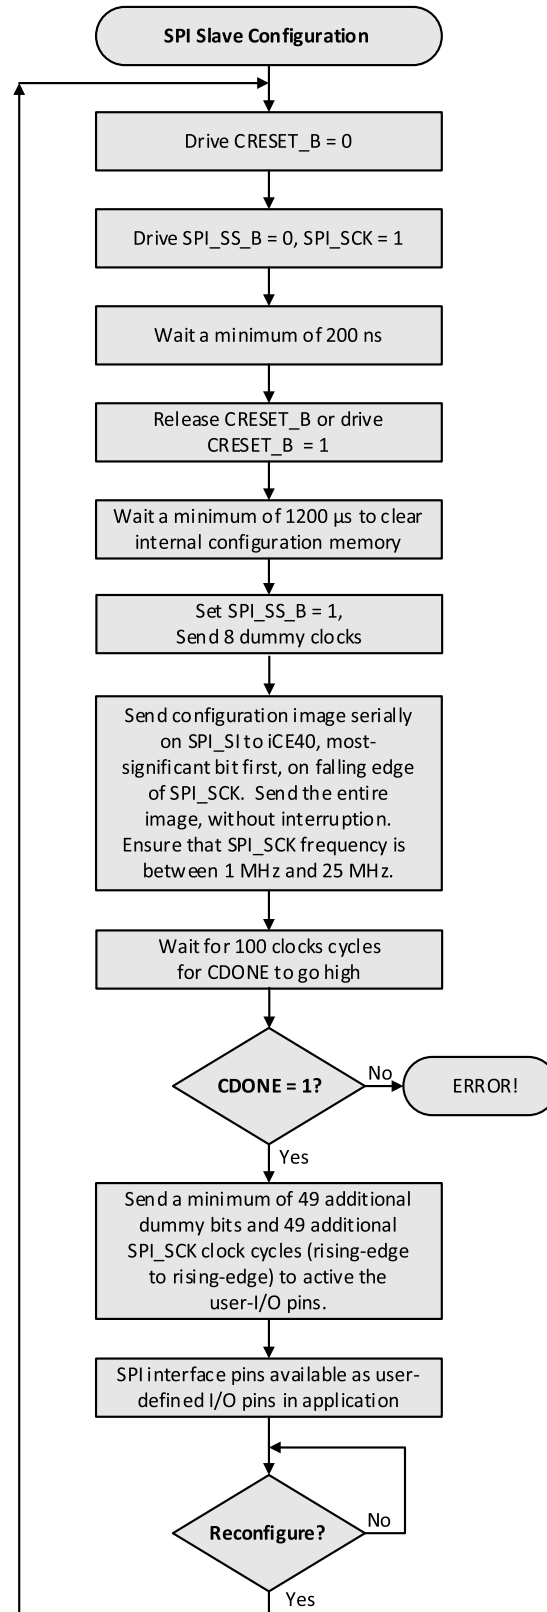 SPI Slave Configuration
Drive CRESET_B = 0
Drive SPI_SS_B = 0, SPI_SCK = 1
Wait a minimum of 200 ns
Release CRESET_B or drive
CRESET_B = 1
Wait a minimum of 1200 µs to clear
internal configuration memory
Set SPI_SS_B = 1,
Send 8 dummy clocks
Send configuration image serially
on SPI_SI to iCE40, most-
significant bit first, on falling edge
of SPI_SCK. Send the entire
image, without interruption.
Ensure that SPI_SCK frequency is
between 1 MHz and 25 MHz.
Wait for 100 clocks cycles
for CDONE to go high
CDONE = 1?
No
ERROR!
Yes
Send a minimum of 49 additional
dummy bits and 49 additional
SPI_SCK clock cycles (rising-edge
to rising-edge) to active the
user-I/O pins.
SPI interface pins available as user-
defined I/O pins in application
Reconfigure?
No
Yes